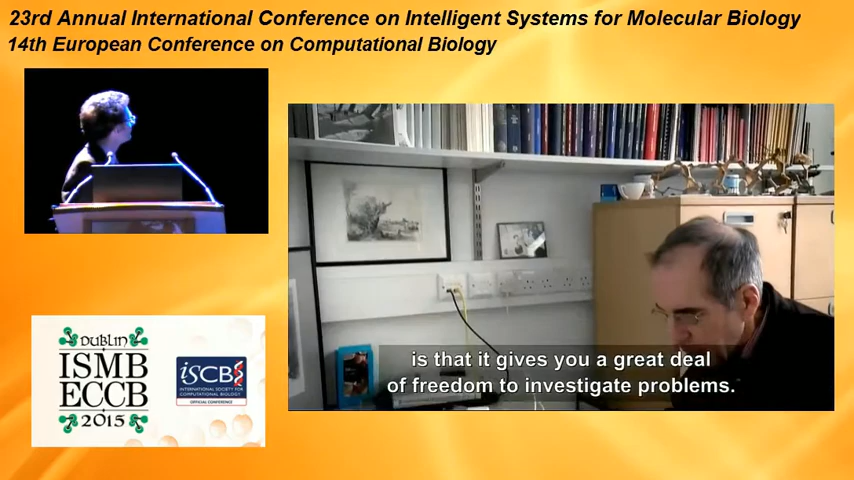 23rd Annual International Conference on Intelligent Systems for Molecular Biology
14th European Conference on Computational Biology
is that it gives you a great deal
of freedom to investigate problems.
DUBLIN
ISMB
ECCB
2015
ISCB
INTERNATIONAL SOCIETY FOR
COMPUTATIONAL BIOLOGY
OFFICIAL CONFERENCE